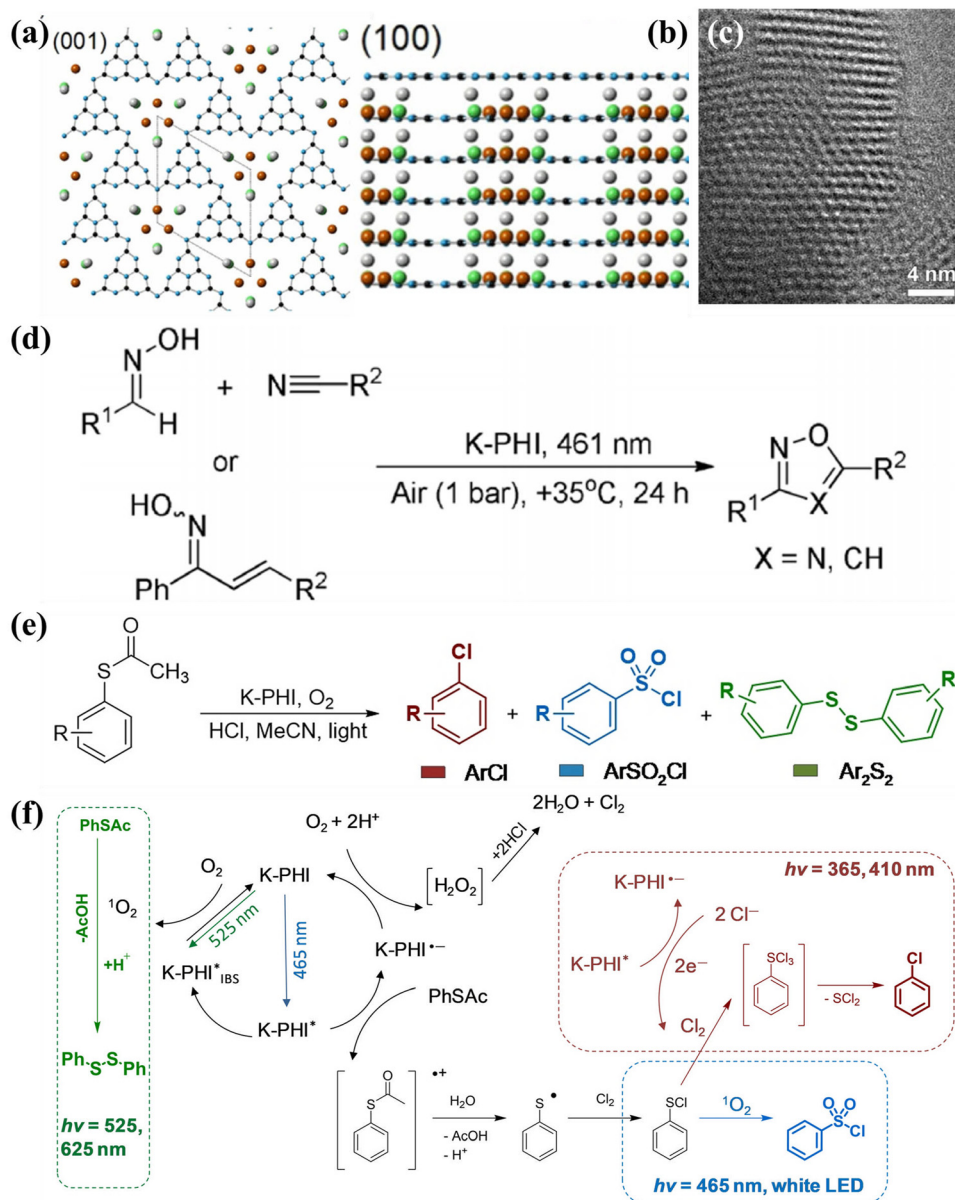 (a)
(001)
(100)
(b)
(c)
4 nm
(d)
N
OH
R¹
H
+
N
R²
or
HO
N
Ph
R²
K-PHI, 461 nm
Air (1 bar), +35°C, 24 h
N
O
R¹
X
R²
X = N, CH
(e)
O
S
CH₃
R
K-PHI, O₂
HCl, MeCN, light
Cl
R
+
O O
S
Cl
R
+
R
S
S
R
ArCl
ArSO₂Cl
Ar₂S₂
(f)
PhSAc
-AcOH
+H⁺
Ph S S Ph
hv = 525,
625 nm
O₂
¹O₂
O₂ + 2H⁺
K-PHI
525 nm
465 nm
K-PHI*IBS
K-PHI*
K-PHI•−
[H₂O₂]
+2HCl
2H₂O + Cl₂
PhSAc
O
S
•+
H₂O
- AcOH
- H⁺
S •
Cl₂
SCl
hv = 365, 410 nm
K-PHI•−
K-PHI*
2 Cl⁻
2e⁻
Cl₂
SCl₃
- SCl₂
Cl
¹O₂
O O
S
Cl
hv = 465 nm, white LED